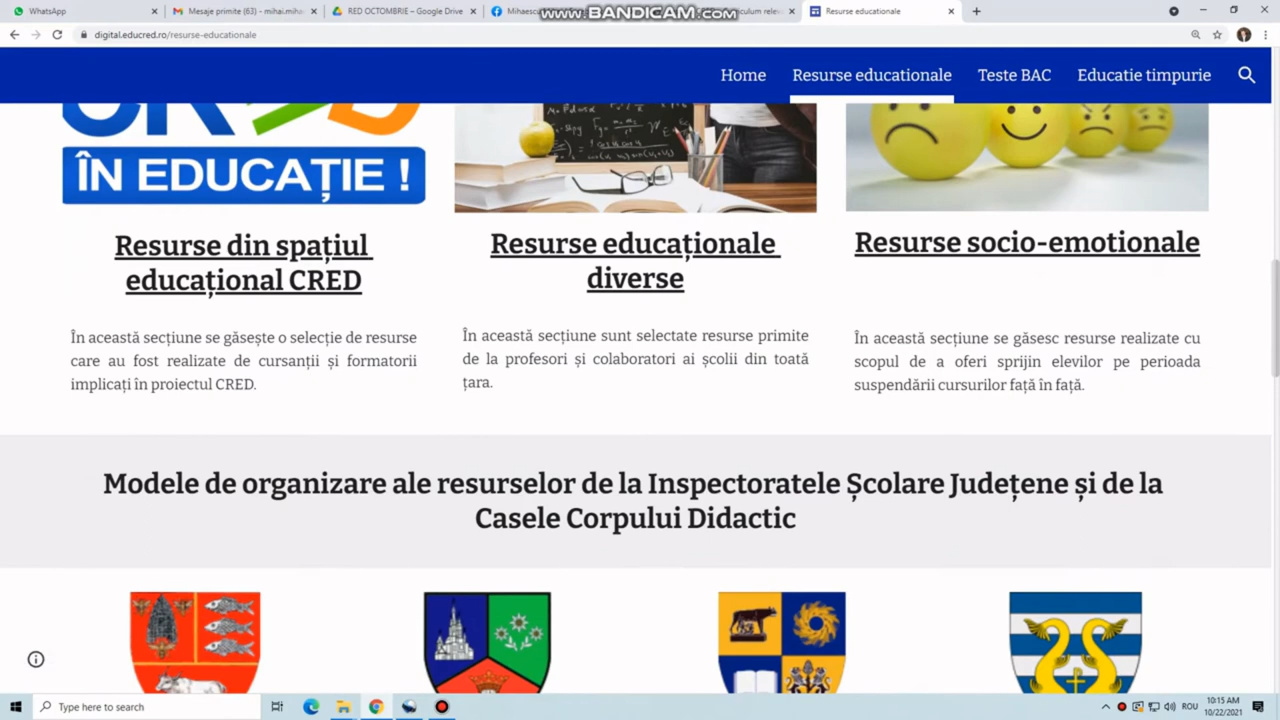 WhatsApp
Mesaje primite (63) – mihai.miha
RED OCTOMBRIE – Google Drive
Mihaesc
www.BANDICAM.com
riculum relev
Resurse educationale
digital.educred.ro/resurse-educationale
Home
Resurse educationale
Teste BAC
Educatie timpurie
ÎN EDUCAȚIE !
Resurse din spațiul
educațional CRED
În această secțiune se găsește o selecție de resurse
care au fost realizate de cursanții și formatorii
implicați în proiectul CRED.
Resurse educaționale
diverse
În această secțiune sunt selectate resurse primite
de la profesori și colaboratori ai școlii din toată
țara.
Resurse socio-emotionale
În această secțiune se găsesc resurse realizate cu
scopul de a oferi sprijin elevilor pe perioada
suspendării cursurilor față în față.
Modele de organizare ale resurselor de la Inspectoratele Școlare Județene și de la
Casele Corpului Didactic
Type here to search
ROU
10:15 AM
10/22/2021